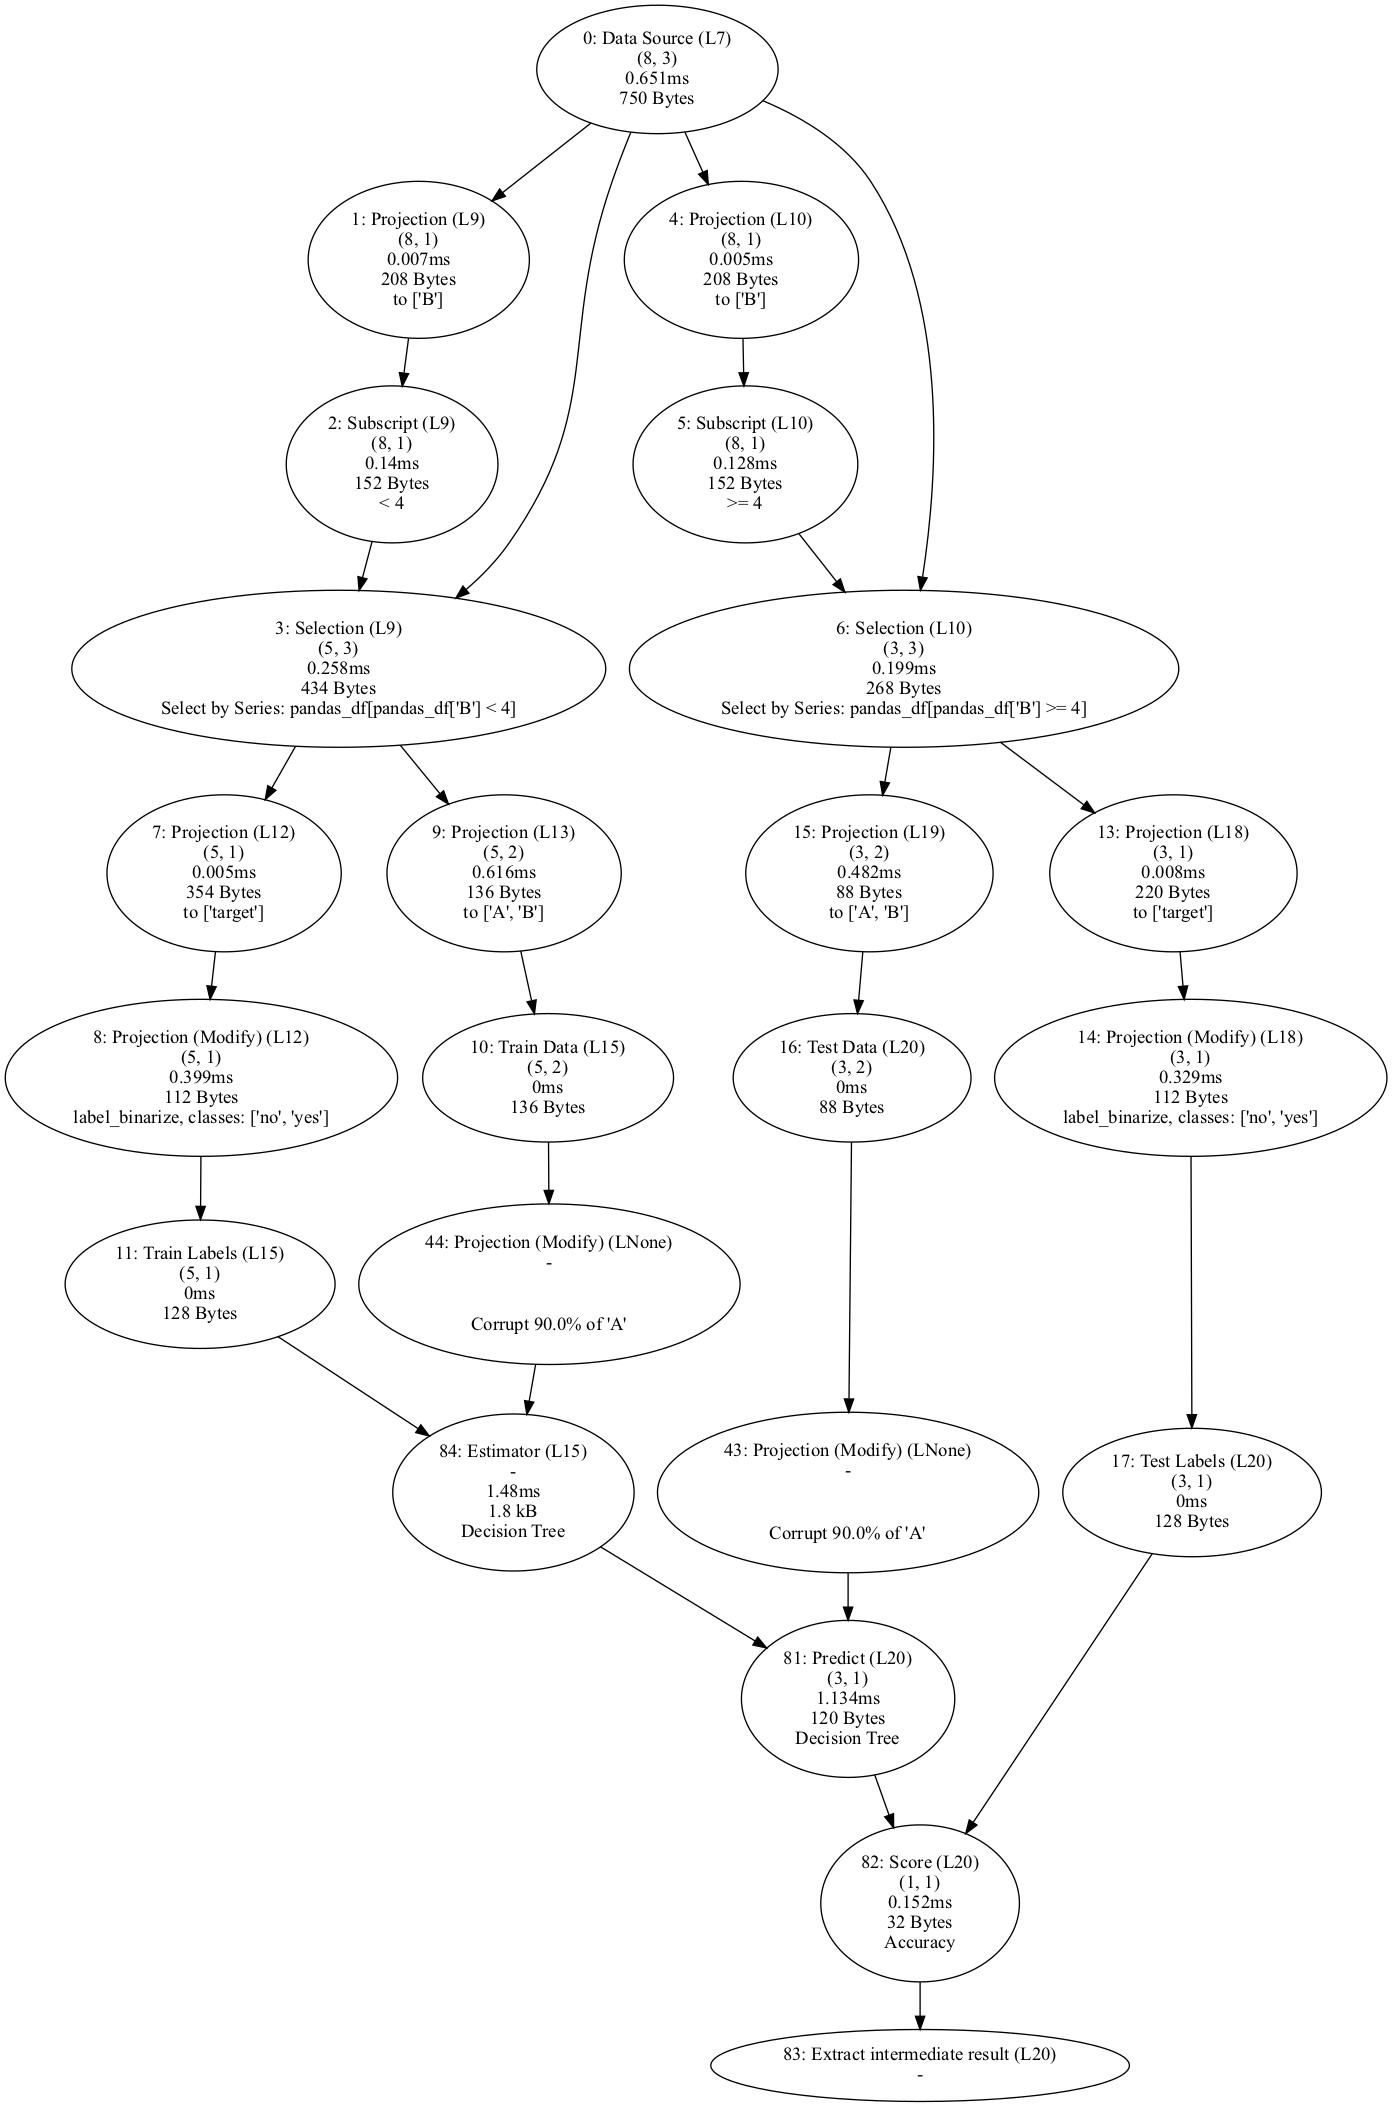 0: Data Source (L7)
(8, 3)
0.651ms
750 Bytes
1: Projection (L9)
(8, 1)
0.007ms
208 Bytes
to ['B']
4: Projection (L10)
(8, 1)
0.005ms
208 Bytes
to ['B']
2: Subscript (L9)
(8, 1)
0.14ms
152 Bytes
< 4
5: Subscript (L10)
(8, 1)
0.128ms
152 Bytes
>= 4
3: Selection (L9)
(5, 3)
0.258ms
434 Bytes
Select by Series: pandas_df[pandas_df['B'] < 4]
6: Selection (L10)
(3, 3)
0.199ms
268 Bytes
Select by Series: pandas_df[pandas_df['B'] >= 4]
7: Projection (L12)
(5, 1)
0.005ms
354 Bytes
to ['target']
9: Projection (L13)
(5, 2)
0.616ms
136 Bytes
to ['A', 'B']
15: Projection (L19)
(3, 2)
0.482ms
88 Bytes
to ['A', 'B']
13: Projection (L18)
(3, 1)
0.008ms
220 Bytes
to ['target']
8: Projection (Modify) (L12)
(5, 1)
0.399ms
112 Bytes
label_binarize, classes: ['no', 'yes']
10: Train Data (L15)
(5, 2)
0ms
136 Bytes
16: Test Data (L20)
(3, 2)
0ms
88 Bytes
14: Projection (Modify) (L18)
(3, 1)
0.329ms
112 Bytes
label_binarize, classes: ['no', 'yes']
11: Train Labels (L15)
(5, 1)
0ms
128 Bytes
44: Projection (Modify) (LNone)
-
Corrupt 90.0% of 'A'
84: Estimator (L15)
-
1.48ms
1.8 kB
Decision Tree
43: Projection (Modify) (LNone)
-
Corrupt 90.0% of 'A'
17: Test Labels (L20)
(3, 1)
0ms
128 Bytes
81: Predict (L20)
(3, 1)
1.134ms
120 Bytes
Decision Tree
82: Score (L20)
(1, 1)
0.152ms
32 Bytes
Accuracy
83: Extract intermediate result (L20)
-